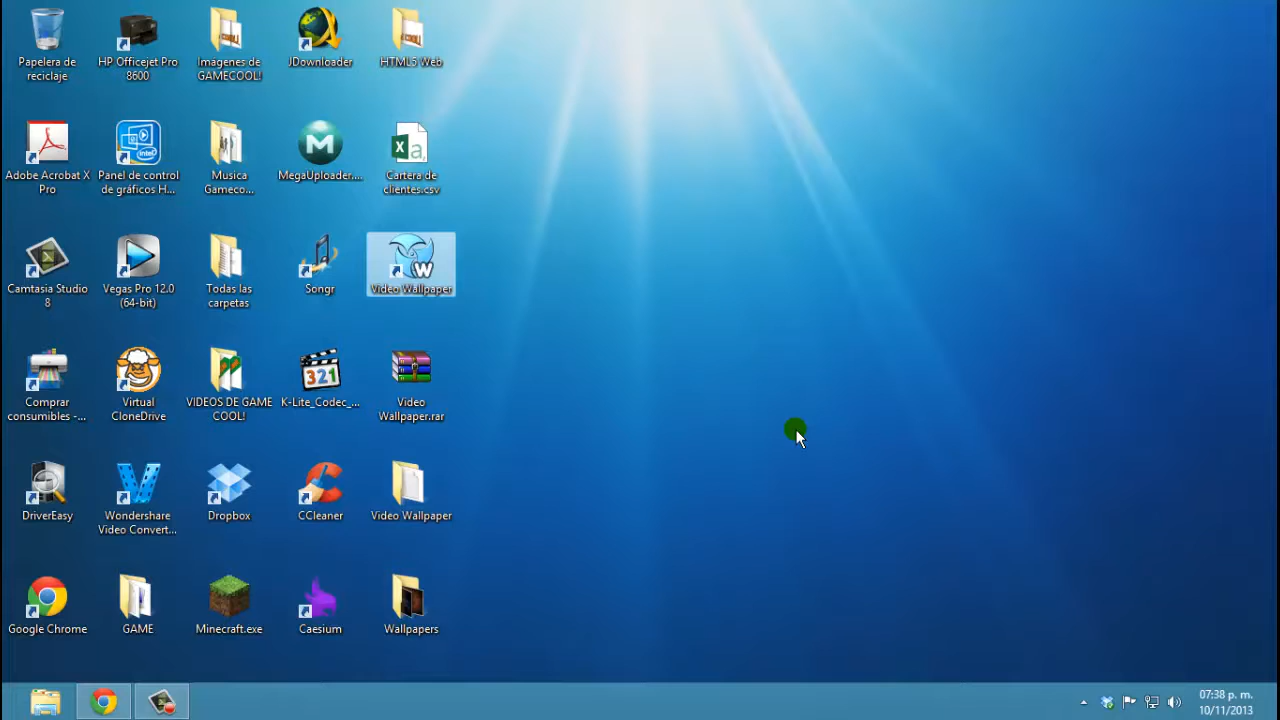 Papelera de
reciclaje
HP Officejet Pro
8600
Imagenes de
GAMECOOL!
JDownloader
HTML5 Web
Adobe Acrobat X
Pro
Panel de control
de gráficos H...
Musica
Gameco...
MegaUploader....
Cartera de
clientes.csv
Camtasia Studio
8
Vegas Pro 12.0
(64-bit)
Todas las
carpetas
Songr
Video Wallpaper
Comprar
consumibles -...
Virtual
CloneDrive
VIDEOS DE GAME
COOL!
321
K-Lite_Codec_...
Video
Wallpaper.rar
DriverEasy
Wondershare
Video Convert...
Dropbox
CCleaner
Video Wallpaper
Google Chrome
GAME
Minecraft.exe
Caesium
Wallpapers
07:38 p. m.
10/11/2013